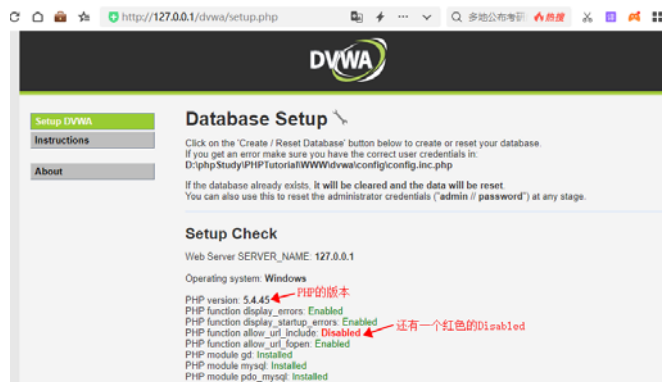 http://127.0.0.1/dvwa/setup.php
多地公布考研 热搜
DVWA
Setup DVWA
Instructions
About
Database Setup
Click on the 'Create / Reset Database' button below to create or reset your database.
If you get an error make sure you have the correct user credentials in:
D:\phpStudy\PHPTutorial\WWW\dvwa\config\config.inc.php
If the database already exists, it will be cleared and the data will be reset.
You can also use this to reset the administrator credentials ("admin // password") at any stage.
Setup Check
Web Server SERVER_NAME: 127.0.0.1
Operating system: Windows
PHP version: 5.4.45 PHP的版本
PHP function display_errors: Enabled
PHP function display_startup_errors: Enabled
PHP function allow_url_include: Disabled 还有一个红色的Disabled
PHP function allow_url_fopen: Enabled
PHP module gd: Installed
PHP module mysql: Installed
PHP module pdo_mysql: Installed